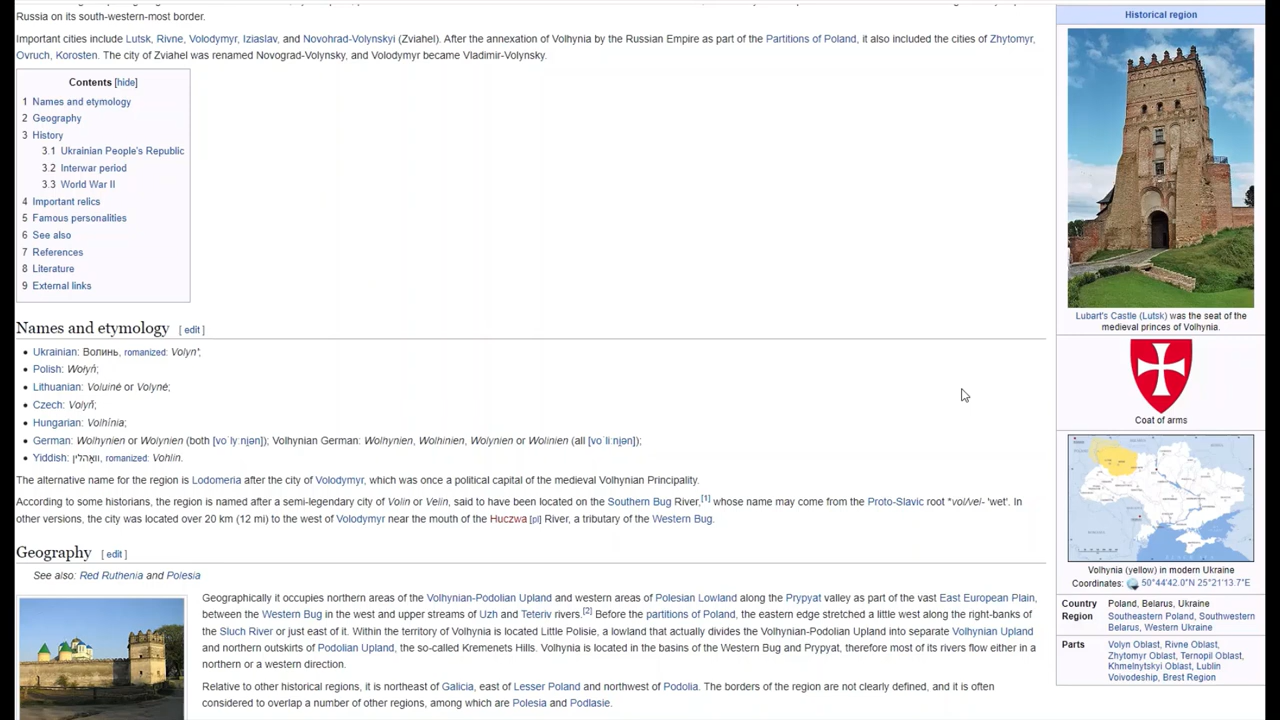 Russia on its south-western-most border.
Important cities include Lutsk, Rivne, Volodymyr, Iziaslav, and Novohrad-Volynskyi (Zviahel). After the annexation of Volhynia by the Russian Empire as part of the Partitions of Poland, it also included the cities of Zhytomyr,
Ovruch, Korosten. The city of Zviahel was renamed Novograd-Volynsky, and Volodymyr became Vladimir-Volynsky.
Contents [hide]
1 Names and etymology
2 Geography
3 History
3.1 Ukrainian People's Republic
3.2 Interwar period
3.3 World War II
4 Important relics
5 Famous personalities
6 See also
7 References
8 Literature
9 External links
Names and etymology [ edit ]
Ukrainian: Волинь, romanized: Volyn';
Polish: Wołyń;
Lithuanian: Voluinė or Volynė;
Czech: Volyň;
Hungarian: Volhínia;
German: Wolhynien or Wolynien (both [voˈlyːni̯ən]); Volhynian German: Wolhynien, Wolhinien, Wolynien or Wolinien (all [voˈliːni̯ən]);
Yiddish: וואָהלין, romanized: Vohlin.
The alternative name for the region is Lodomeria after the city of Volodymyr, which was once a political capital of the medieval Volhynian Principality.
According to some historians, the region is named after a semi-legendary city of Volin or Velin, said to have been located on the Southern Bug River,[1] whose name may come from the Proto-Slavic root *vol/vel- 'wet'. In
other versions, the city was located over 20 km (12 mi) to the west of Volodymyr near the mouth of the Huczwa [pl] River, a tributary of the Western Bug.
Geography [ edit ]
See also: Red Ruthenia and Polesia
Geographically it occupies northern areas of the Volhynian-Podolian Upland and western areas of Polesian Lowland along the Prypyat valley as part of the vast East European Plain,
between the Western Bug in the west and upper streams of Uzh and Teteriv rivers.[2] Before the partitions of Poland, the eastern edge stretched a little west along the right-banks of
the Sluch River or just east of it. Within the territory of Volhynia is located Little Polisie, a lowland that actually divides the Volhynian-Podolian Upland into separate Volhynian Upland
and northern outskirts of Podolian Upland, the so-called Kremenets Hills. Volhynia is located in the basins of the Western Bug and Prypyat, therefore most of its rivers flow either in a
northern or a western direction.
Relative to other historical regions, it is northeast of Galicia, east of Lesser Poland and northwest of Podolia. The borders of the region are not clearly defined, and it is often
considered to overlap a number of other regions, among which are Polesia and Podlasie.
Historical region
Lubart's Castle (Lutsk) was the seat of the
medieval princes of Volhynia.
Coat of arms
Volhynia (yellow) in modern Ukraine
Coordinates: 50°44′42.0″N 25°21′13.7″E
Country Poland, Belarus, Ukraine
Region Southeastern Poland, Southwestern
Belarus, Western Ukraine
Parts Volyn Oblast, Rivne Oblast,
Zhytomyr Oblast, Ternopil Oblast,
Khmelnytskyi Oblast, Lublin
Voivodeship, Brest Region